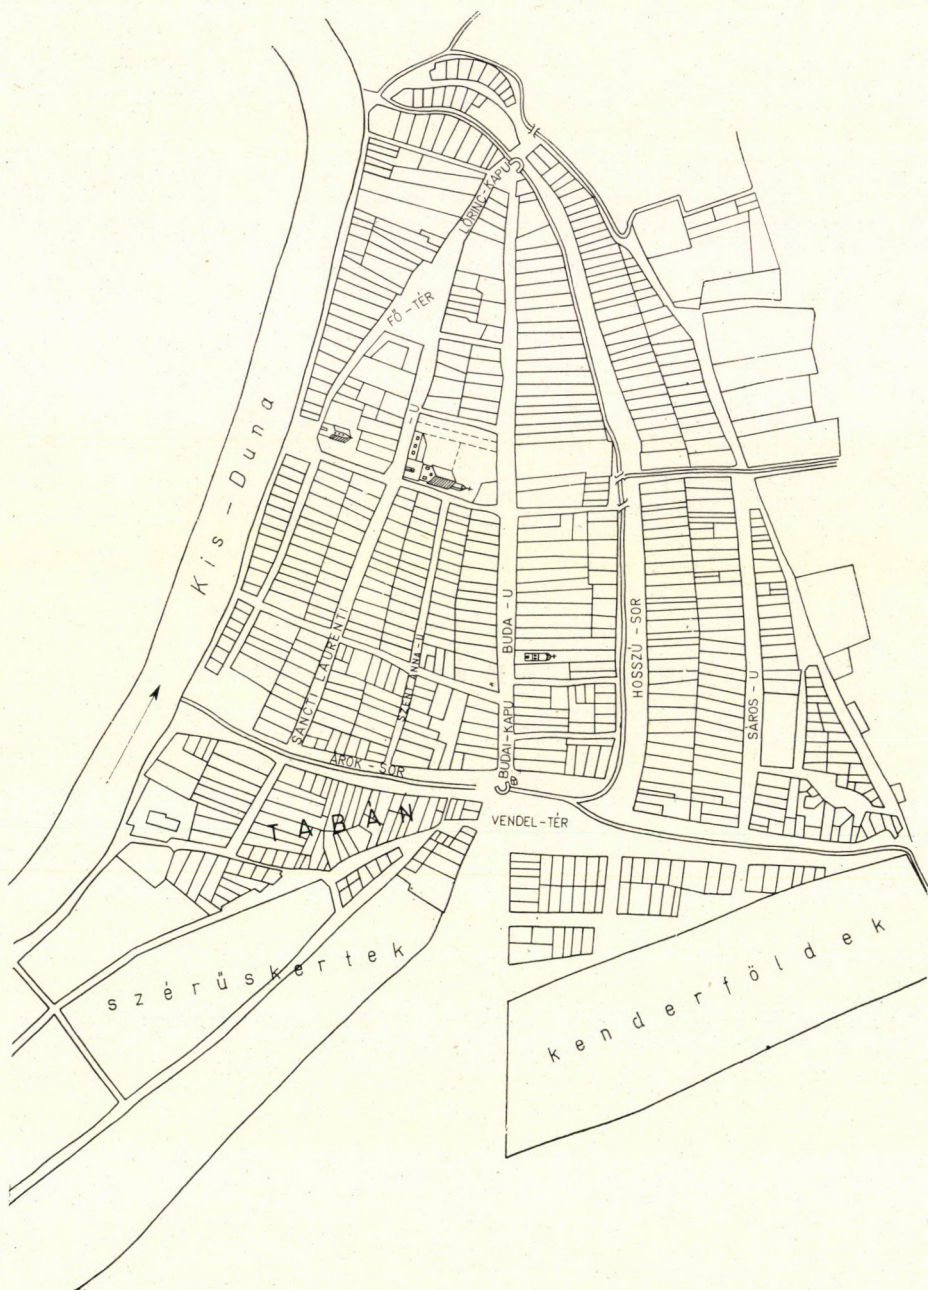 LŐRINC-KAPU
FŐ-TÉR
-U
Kis-Duna
SANCTI LAURENTI
SZENT ANNA-U
BUDA-U
HOSSZÚ-SOR
SÁROS-U
BUDAI-KAPU
ÁROK-SOR
TABÁN
VENDEL-TÉR
szérűskertek
kenderföldek